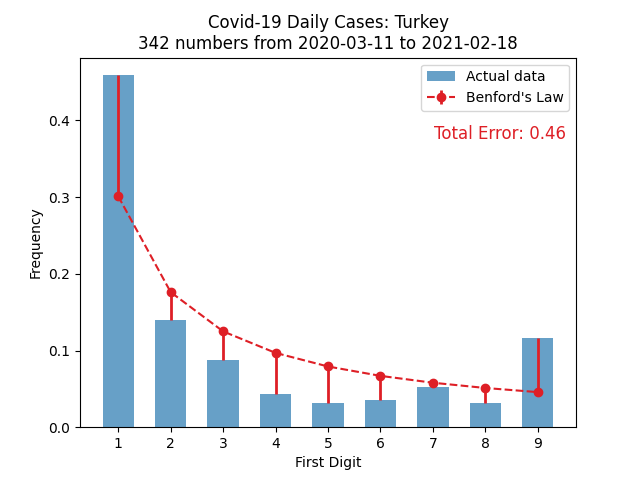 Covid-19 Daily Cases: Turkey
342 numbers from 2020-03-11 to 2021-02-18
Actual data
Benford's Law
Total Error: 0.46
Frequency
0.4
0.3
0.2
0.1
0.0
1 2 3 4 5 6 7 8 9
First Digit